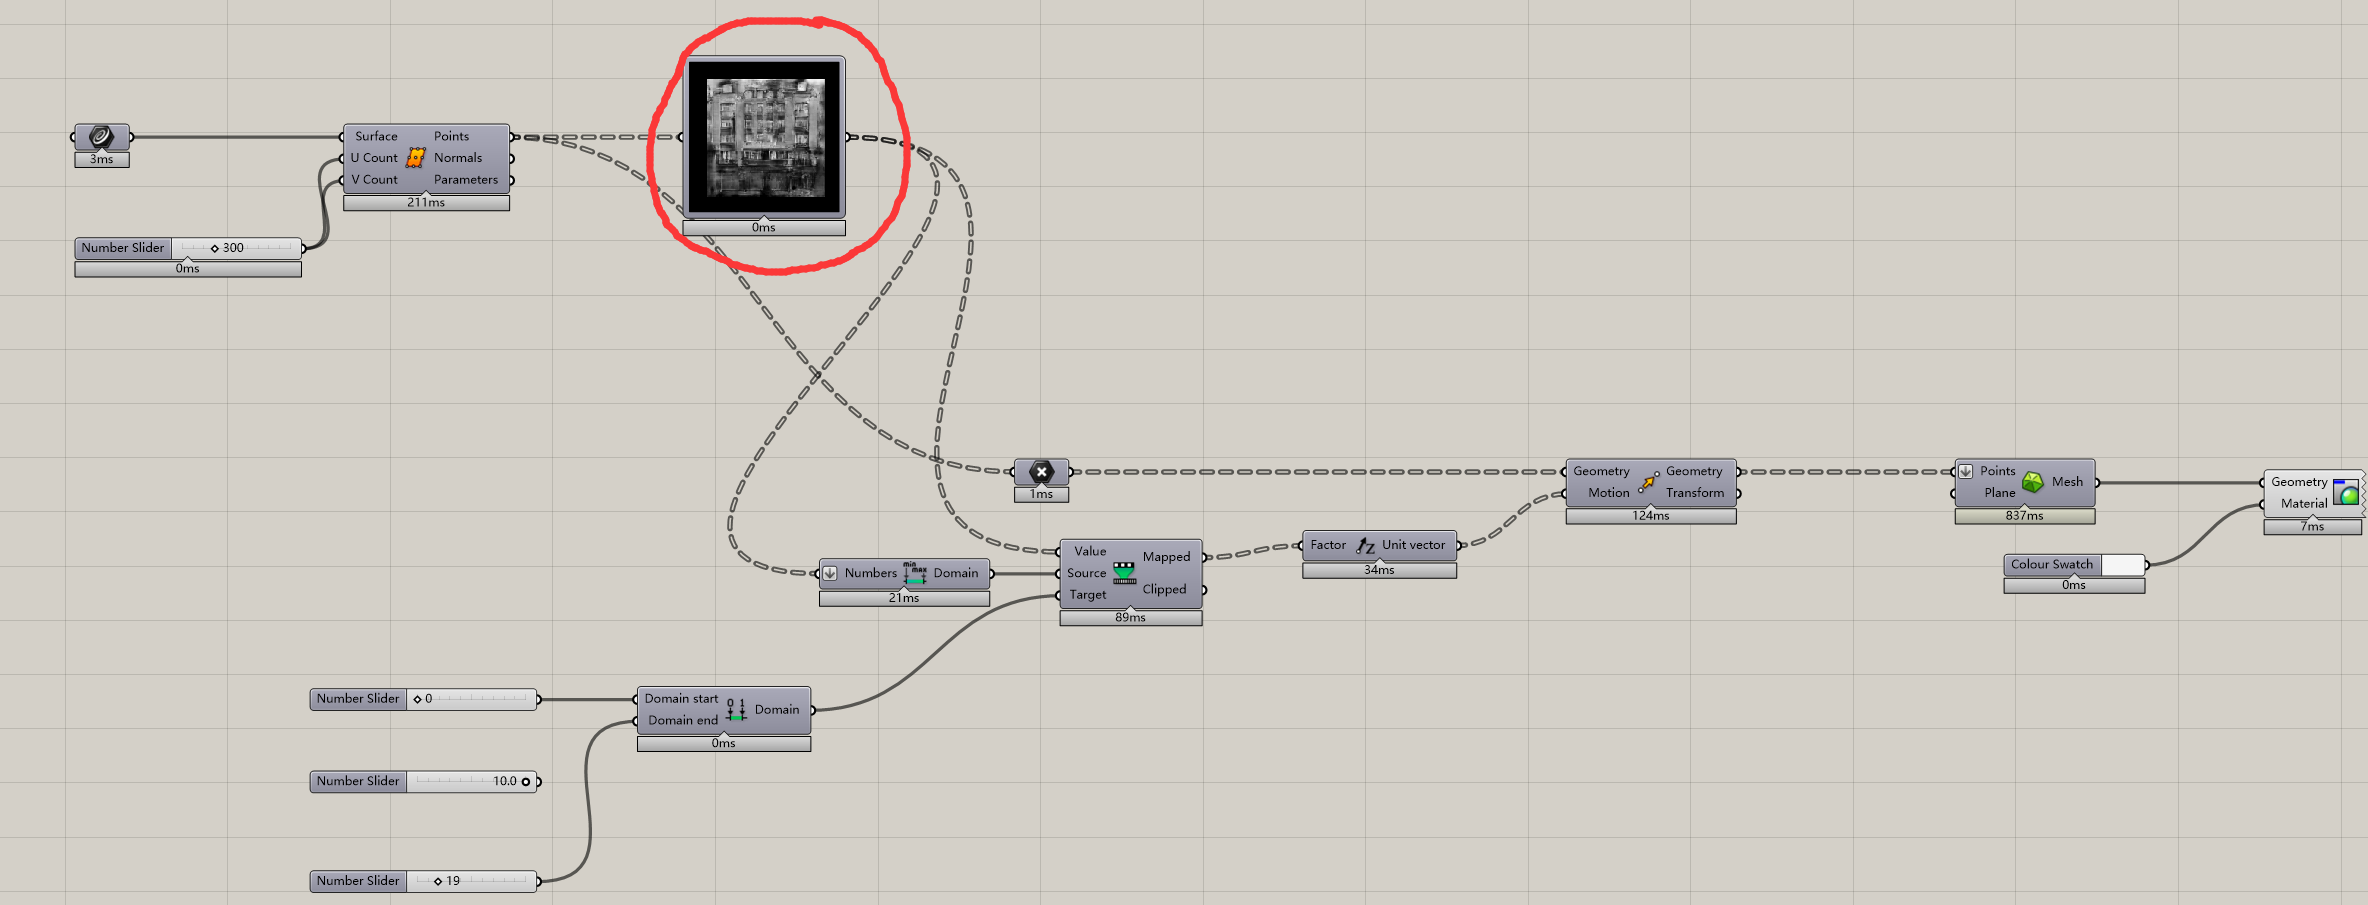 Surface Points
U Count Normals
V Count Parameters
3ms
211ms
0ms
Number Slider 300
0ms
Geometry Geometry
Motion Transform
124ms
Points
Plane Mesh
837ms
Geometry
Material
7ms
1ms
Factor Z Unit vector
34ms
Value Mapped
Source
Target Clipped
89ms
Numbers min max Domain
21ms
Colour Swatch
0ms
Number Slider 0
Domain start 0 1 Domain
Domain end
0ms
Number Slider 10.0
Number Slider 19